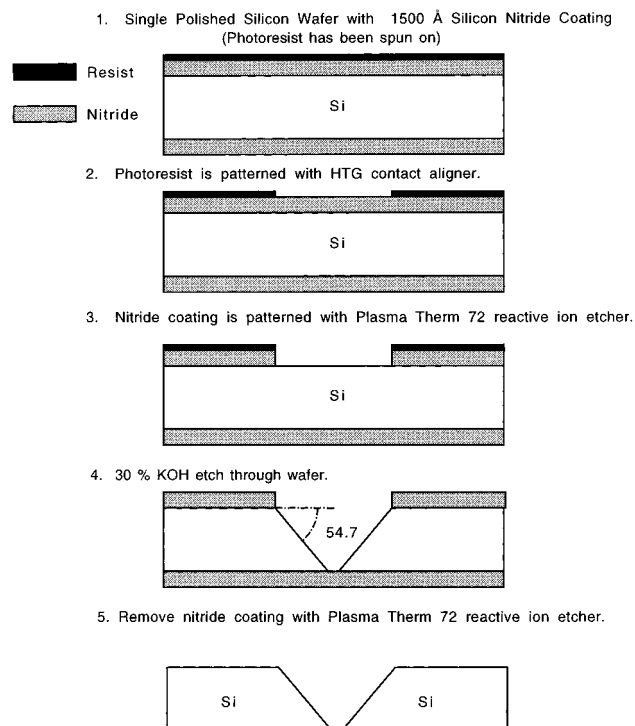 1. Single Polished Silicon Wafer with 1500 Å Silicon Nitride Coating
(Photoresist has been spun on)
Resist
Nitride
Si
2. Photoresist is patterned with HTG contact aligner.
Si
3. Nitride coating is patterned with Plasma Therm 72 reactive ion etcher.
Si
4. 30 % KOH etch through wafer.
54.7
5. Remove nitride coating with Plasma Therm 72 reactive ion etcher.
Si Si